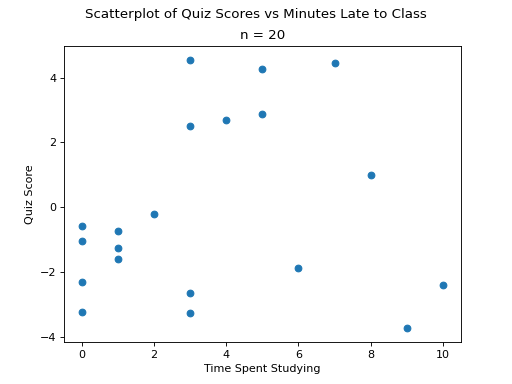 Scatterplot of Quiz Scores vs Minutes Late to Class
n = 20
4
2
0
−2
−4
Quiz Score
0 2 4 6 8 10
Time Spent Studying